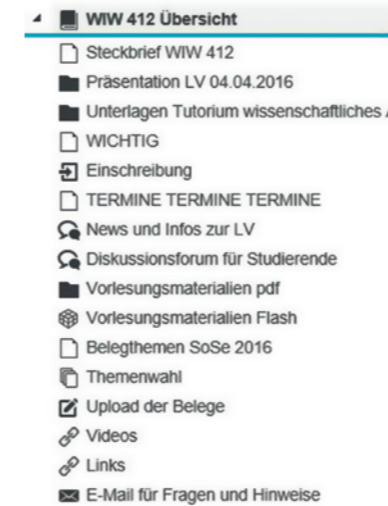 WIW 412 Übersicht
Steckbrief WIW 412
Präsentation LV 04.04.2016
Unterlagen Tutorium wissenschaftliches
WICHTIG
Einschreibung
TERMINE TERMINE TERMINE
News und Infos zur LV
Diskussionsforum für Studierende
Vorlesungsmaterialien pdf
Vorlesungsmaterialien Flash
Belegthemen SoSe 2016
Themenwahl
Upload der Belege
Videos
Links
E-Mail für Fragen und Hinweise